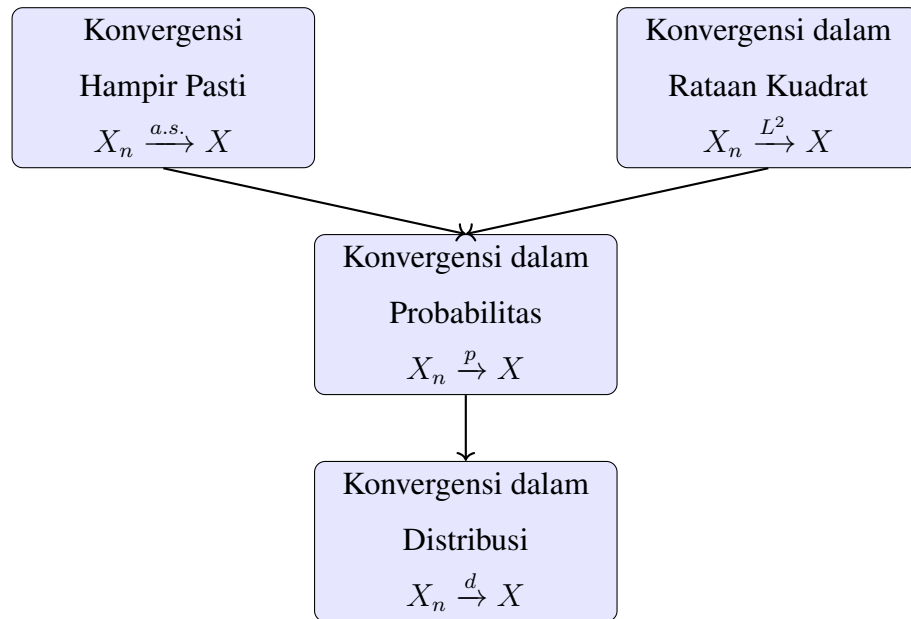 Konvergensi
Hampir Pasti
$X_n \xrightarrow{a.s.} X$
Konvergensi dalam
Rataan Kuadrat
$X_n \xrightarrow{L^2} X$
Konvergensi dalam
Probabilitas
$X_n \xrightarrow{p} X$
Konvergensi dalam
Distribusi
$X_n \xrightarrow{d} X$